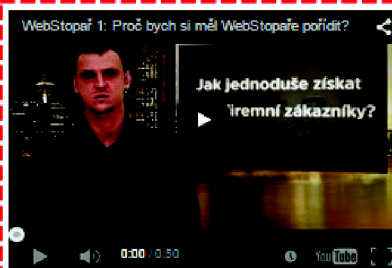 WebStopař 1: Proč bych si měl WebStopaře pořídit?
Jak jednoduše získat
firemní zákazníky?
0:00 / 0:50
YouTube